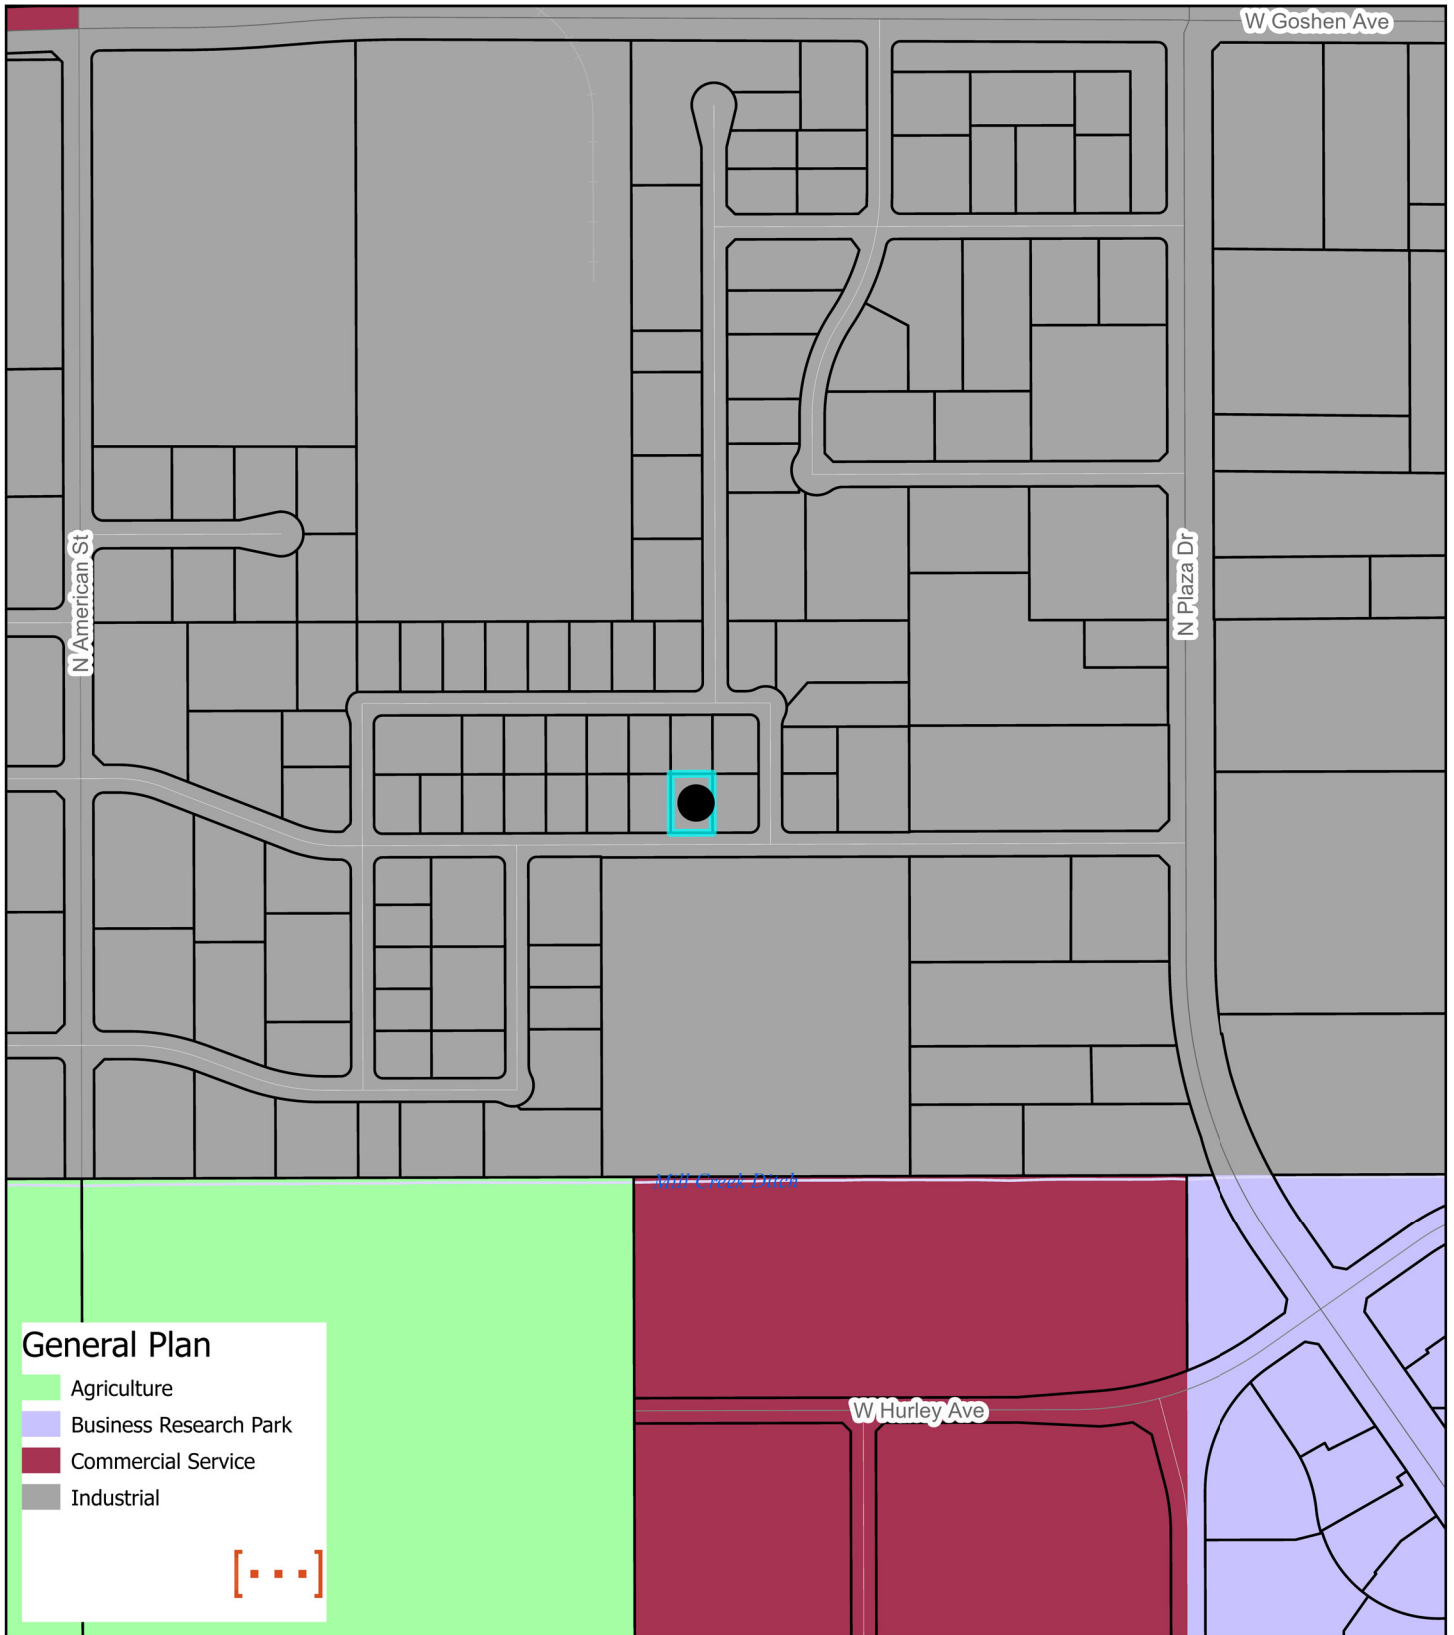 W Goshen Ave
N American St
N Plaza Dr
Mill Creek Ditch
W Hurley Ave
General Plan
Agriculture
Business Research Park
Commercial Service
Industrial
[...]